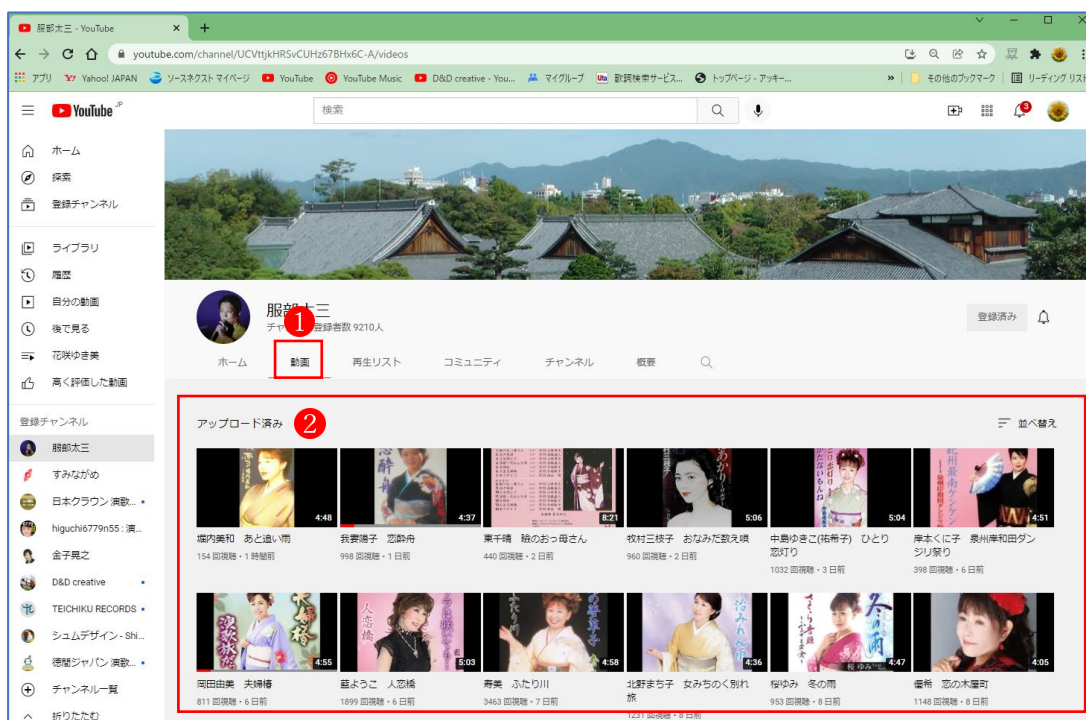 服部太三 - YouTube
youtube.com/channel/UCVttjkHRSvCUHz67BHx6C-A/videos
アプリ Yahoo! JAPAN ソースネクスト マイページ YouTube YouTube Music D&D creative - You... マイグループ 歌詞検索サービス... トップページ - アッキー... » その他のブックマーク リーディング リスト
YouTube JP
検索
3
ホーム
探索
登録チャンネル
ライブラリ
履歴
自分の動画
後で見る
花咲ゆき美
高く評価した動画
登録チャンネル
服部太三
すみながめ
日本クラウン 演歌...
higuchi6779n55 : 演...
金子晃之
D&D creative
TEICHIKU RECORDS
シュムデザイン - Shi...
徳間ジャパン 演歌...
チャンネル一覧
折りたたむ
服部太三
1
登録者数 9210人
登録済み
ホーム 動画 再生リスト コミュニティ チャンネル 概要
アップロード済み 2 並べ替え
4:48 4:37 8:21 5:06 5:04 4:51
堀内美和 あと追い雨
154 回視聴・1 時間前
我妻陽子 恋酔舟
998 回視聴・1 日前
東千晴 瞼のおっ母さん
440 回視聴・2 日前
牧村三枝子 おなみだ数え唄
960 回視聴・2 日前
中島ゆきこ(祐希子) ひとり
恋灯り
1032 回視聴・3 日前
岸本くに子 泉州岸和田ダン
ジリ祭り
398 回視聴・6 日前
4:55 5:03 4:58 4:36 4:47 4:05
岡田由美 夫婦椿
811 回視聴・6 日前
藍ようこ 人恋橋
1899 回視聴・6 日前
寿美 ふたり川
3463 回視聴・7 日前
北野まち子 女みちのく別れ
旅
1231 回視聴・8 日前
桜ゆみ 冬の雨
953 回視聴・8 日前
優希 恋の木屋町
1148 回視聴・8 日前